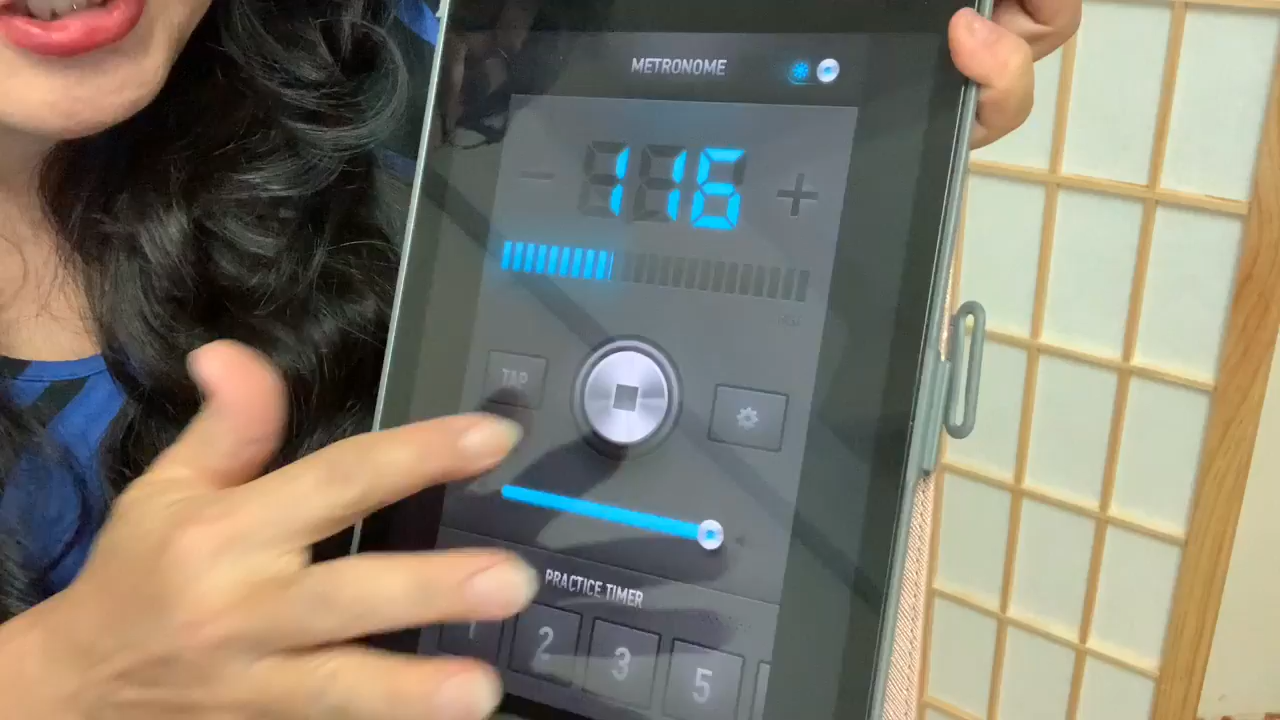 METRONOME
− 116 +
TAP
PRACTICE TIMER
1 2 3 5